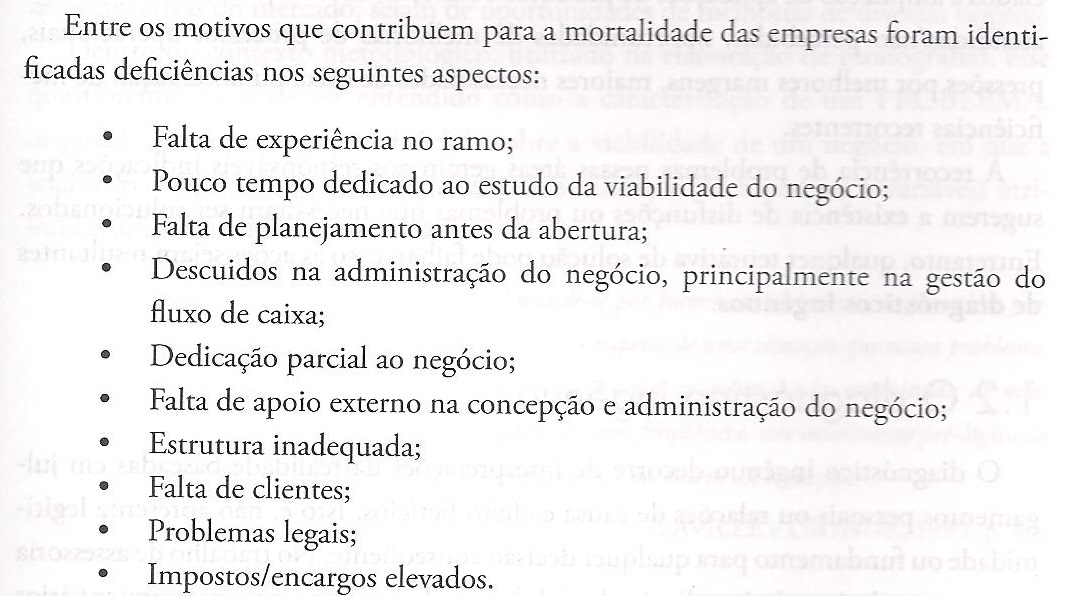 Entre os motivos que contribuem para a mortalidade das empresas foram identi-
ficadas deficiências nos seguintes aspectos:
• Falta de experiência no ramo;
• Pouco tempo dedicado ao estudo da viabilidade do negócio;
• Falta de planejamento antes da abertura;
• Descuidos na administração do negócio, principalmente na gestão do
fluxo de caixa;
• Dedicação parcial ao negócio;
• Falta de apoio externo na concepção e administração do negócio;
• Estrutura inadequada;
• Falta de clientes;
• Problemas legais;
• Impostos/encargos elevados.